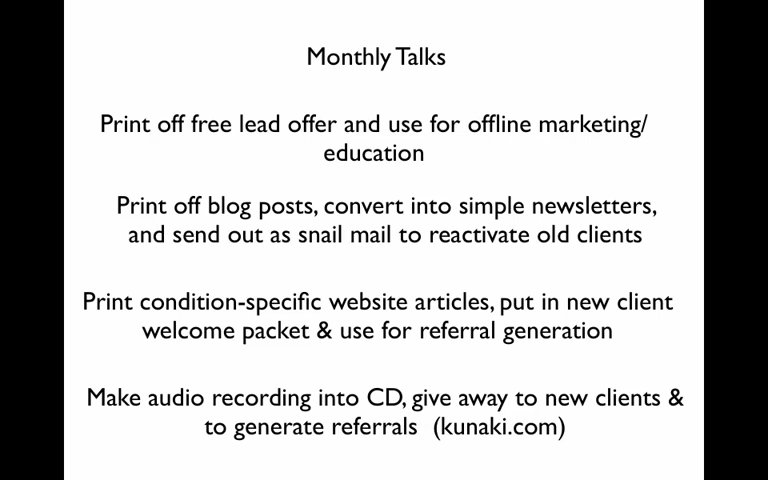 Monthly Talks
Print off free lead offer and use for offline marketing/
education
Print off blog posts, convert into simple newsletters,
and send out as snail mail to reactivate old clients
Print condition-specific website articles, put in new client
welcome packet & use for referral generation
Make audio recording into CD, give away to new clients &
to generate referrals  (kunaki.com)